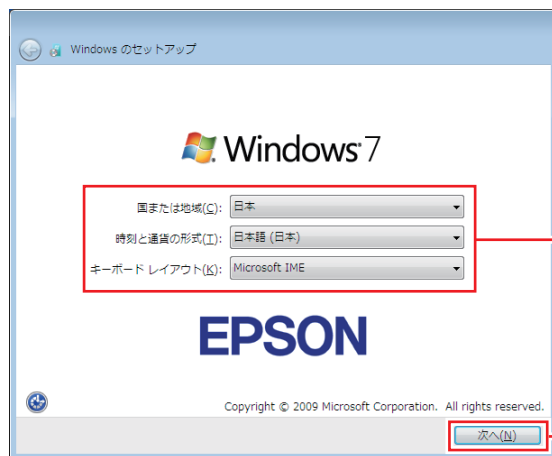 Windows のセットアップ
Windows 7
国または地域(C): 日本
時刻と通貨の形式(T): 日本語 (日本)
キーボード レイアウト(K): Microsoft IME
EPSON
Copyright © 2009 Microsoft Corporation. All rights reserved.
次へ(N)